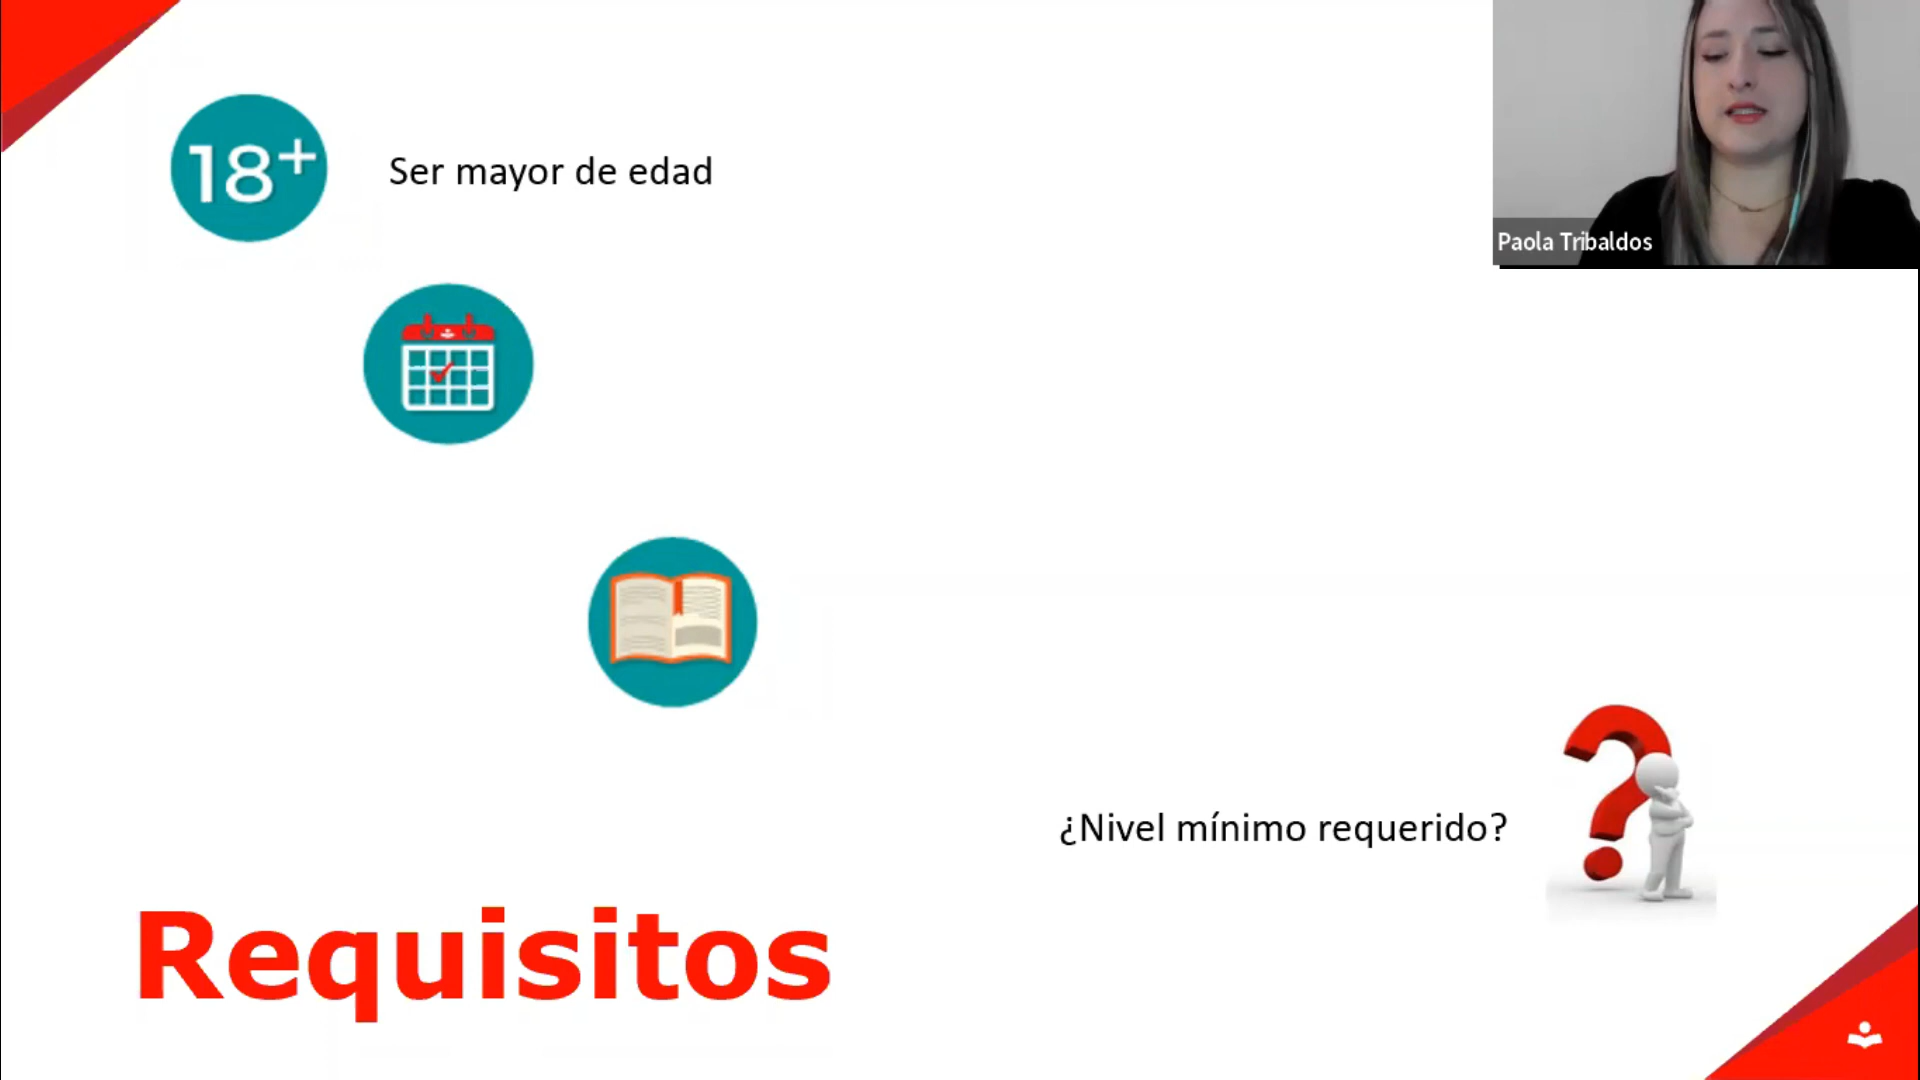 18+
Ser mayor de edad
Paola Tribaldos
¿Nivel mínimo requerido?
Requisitos